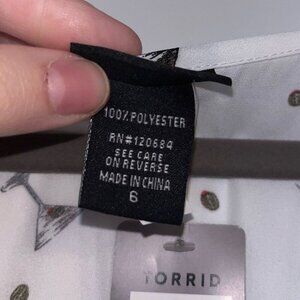 100% POLYESTER
RN#120684
SEE CARE
ON REVERSE
MADE IN CHINA
6
TORRID